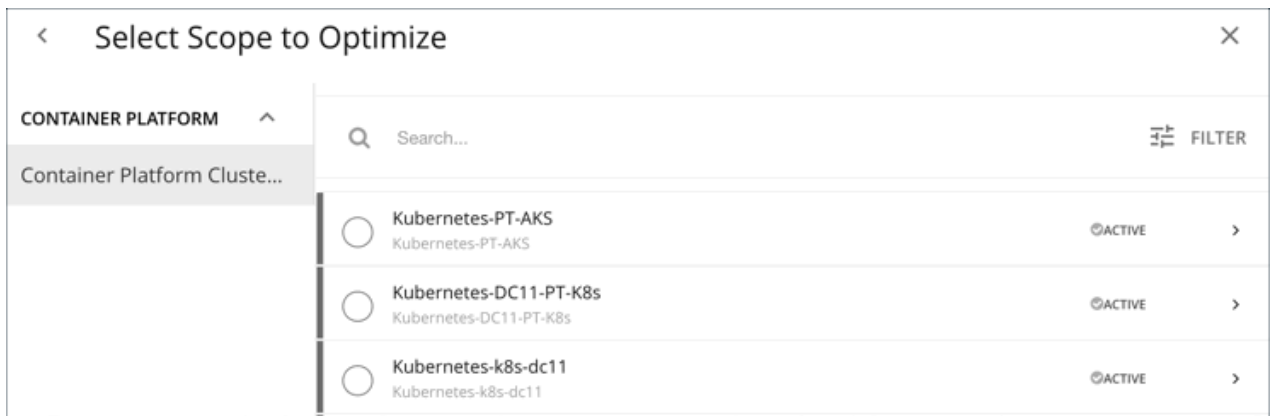 Select Scope to Optimize
CONTAINER PLATFORM
Container Platform Cluste...
Search...
FILTER
Kubernetes-PT-AKS
Kubernetes-PT-AKS
ACTIVE
Kubernetes-DC11-PT-K8s
Kubernetes-DC11-PT-K8s
ACTIVE
Kubernetes-k8s-dc11
Kubernetes-k8s-dc11
ACTIVE